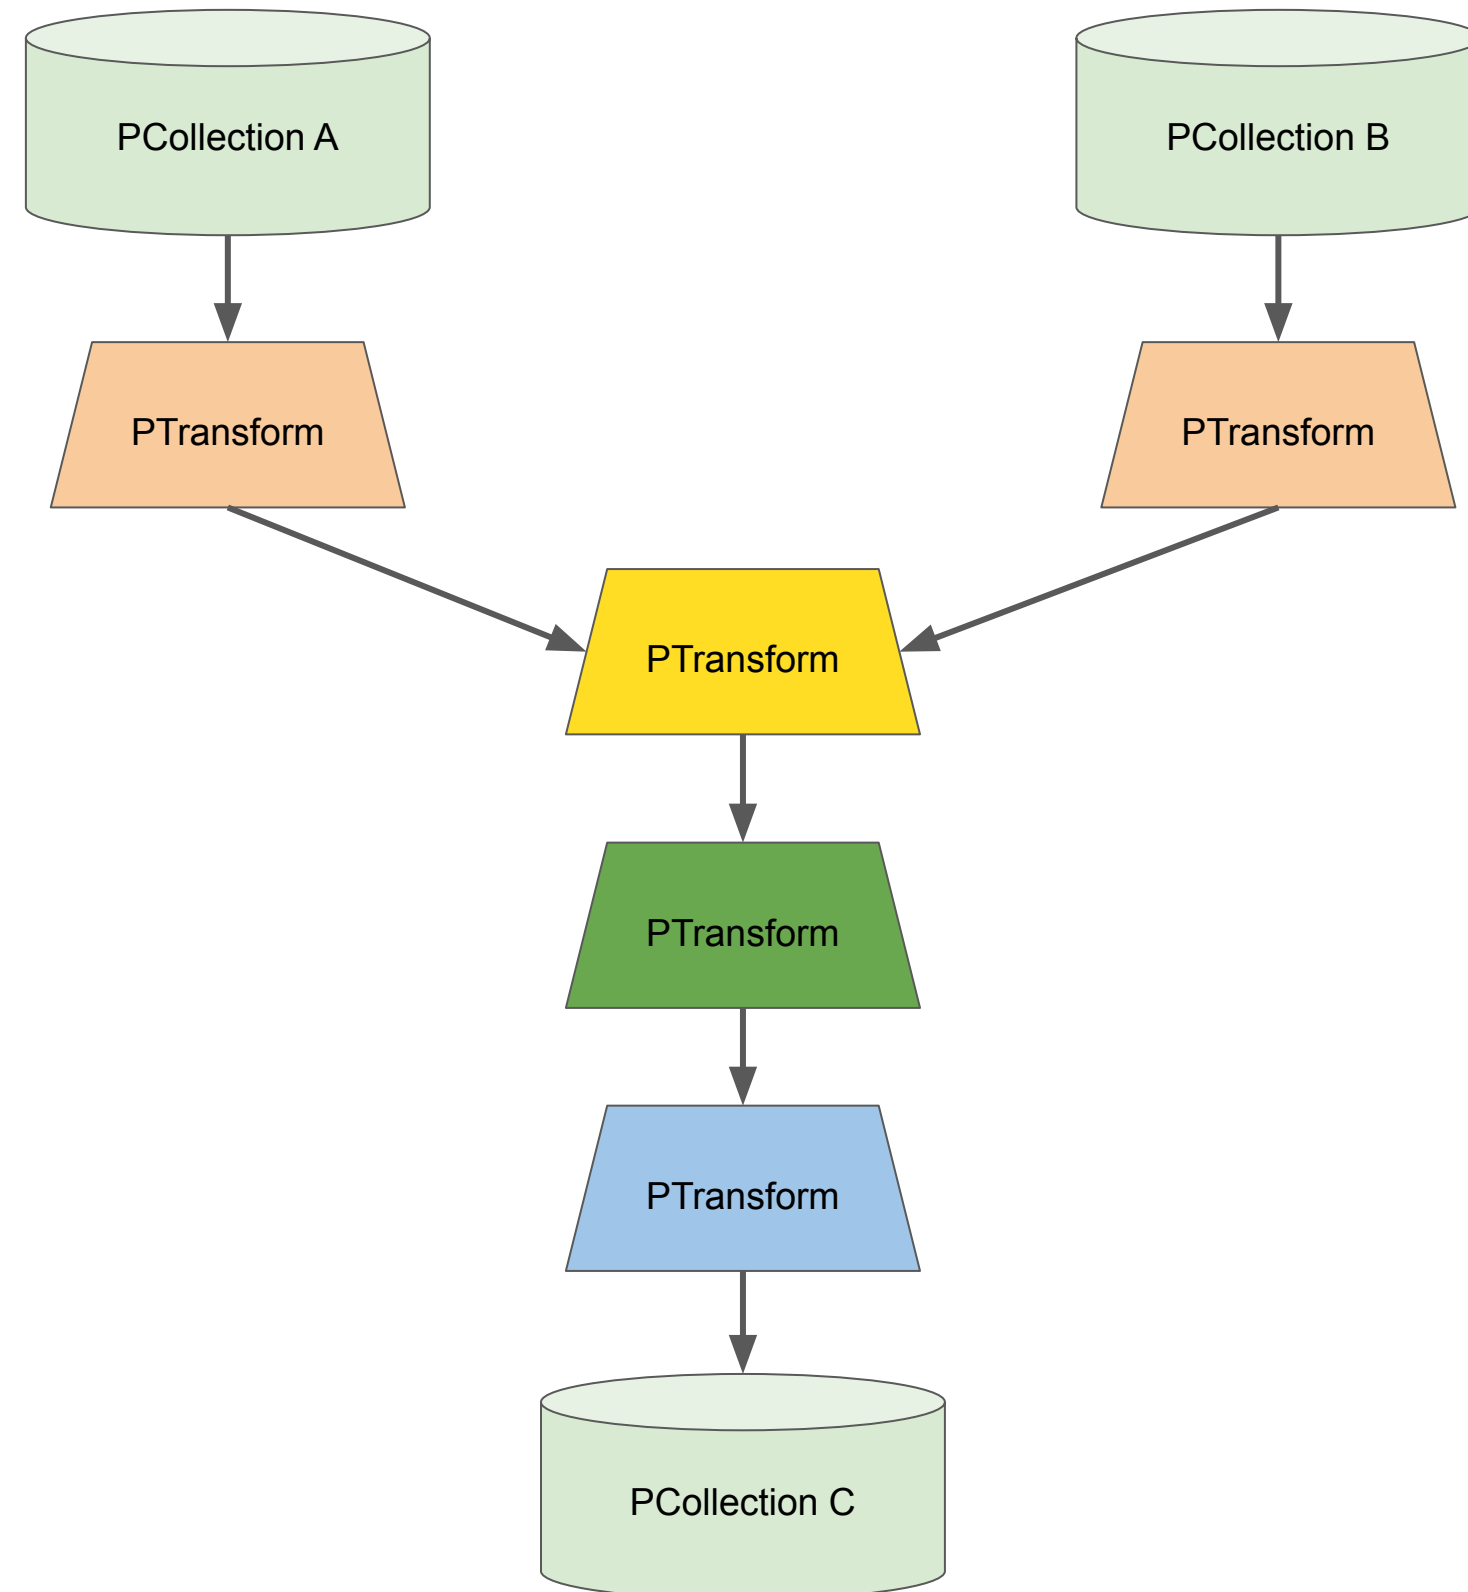 PCollection A
PCollection B
PTransform
PTransform
PTransform
PTransform
PTransform
PCollection C